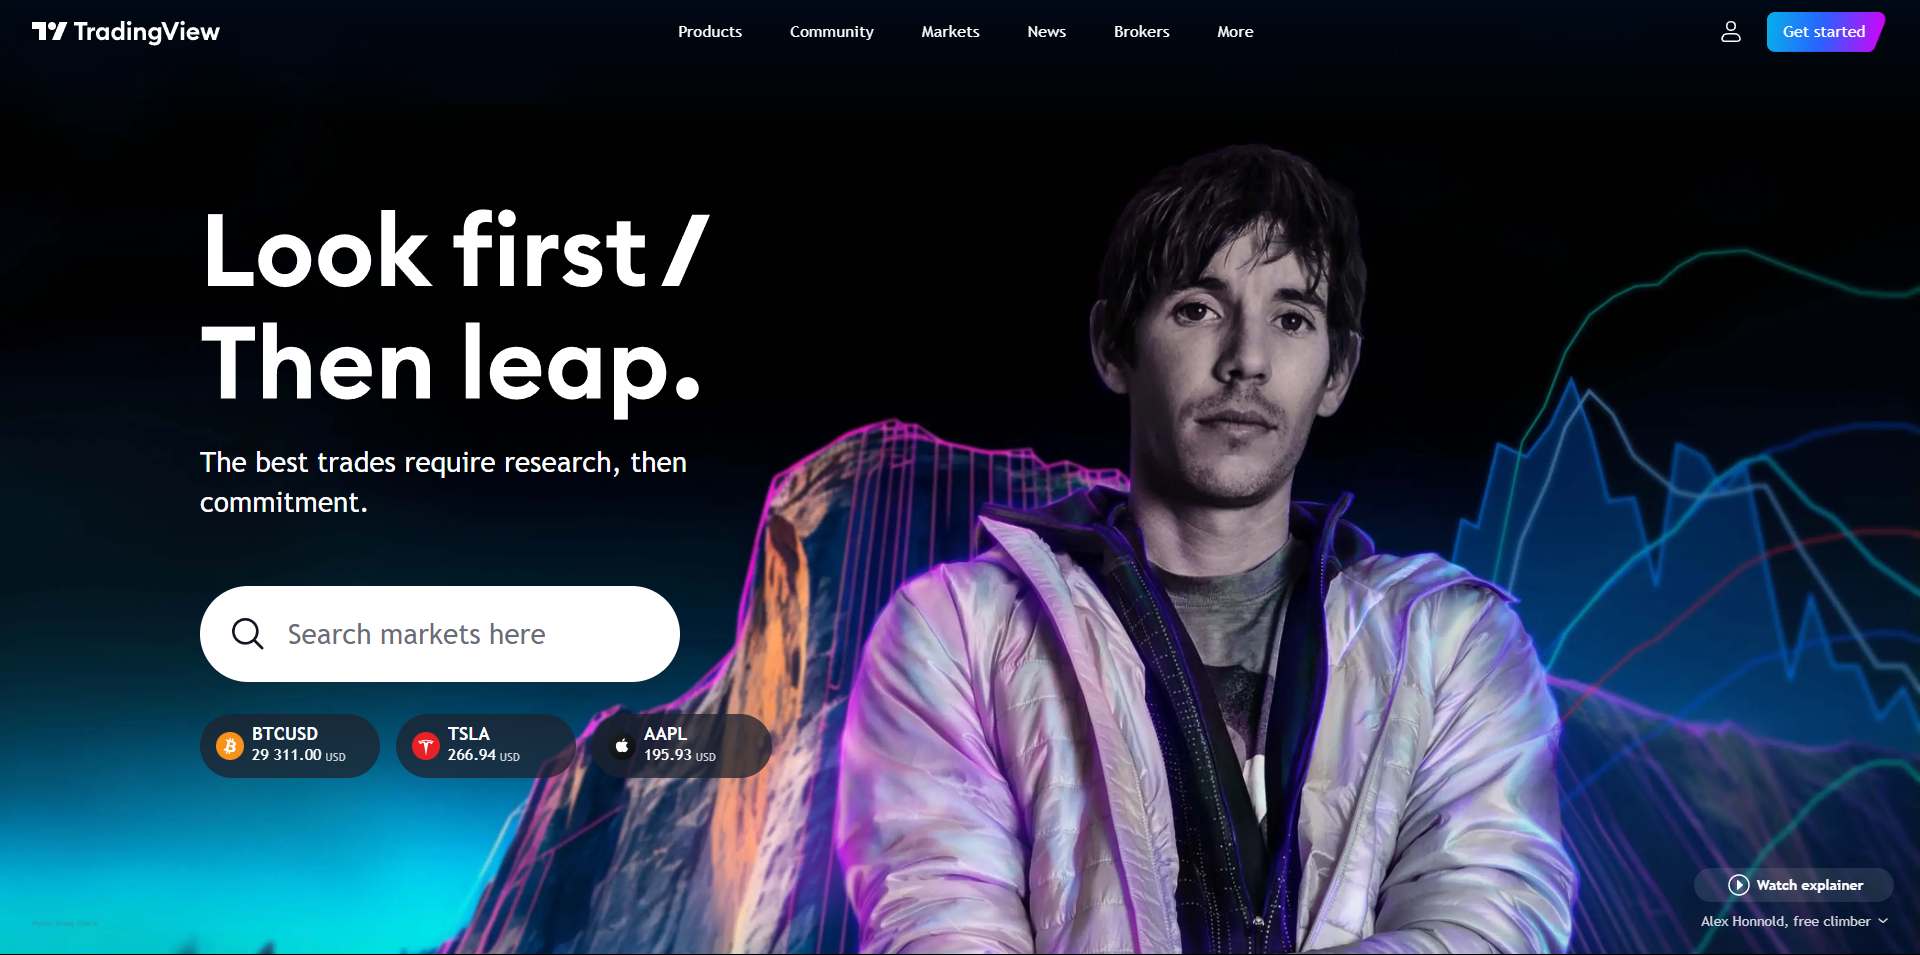 TradingView
Products Community Markets News Brokers More
Get started
Look first /
Then leap.
The best trades require research, then
commitment.
Search markets here
BTCUSD
29 311.00 USD
TSLA
266.94 USD
AAPL
195.93 USD
Watch explainer
Alex Honnold, free climber